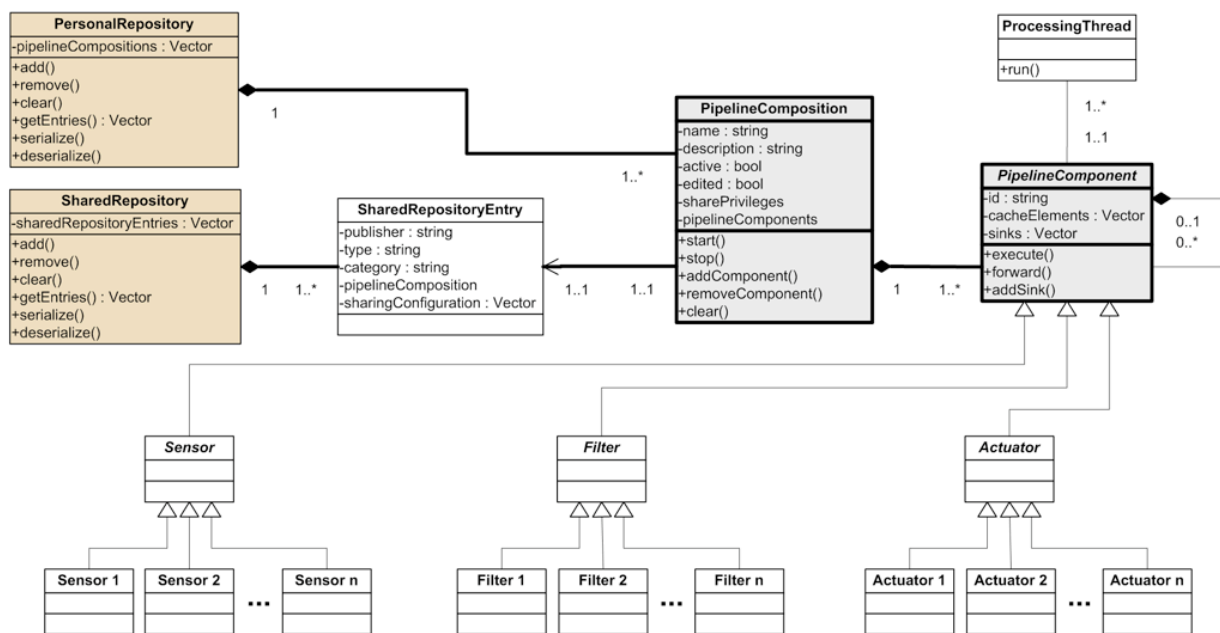 PersonalRepository
-pipelineCompositions : Vector
+add()
+remove()
+clear()
+getEntries() : Vector
+serialize()
+deserialize()
1
1..*
SharedRepository
-sharedRepositoryEntries : Vector
+add()
+remove()
+clear()
+getEntries() : Vector
+serialize()
+deserialize()
1
1..*
SharedRepositoryEntry
-publisher : string
-type : string
-category : string
-pipelineComposition
-sharingConfiguration : Vector
1..1
1..1
PipelineComposition
-name : string
-description : string
-active : bool
-edited : bool
-sharePrivileges
-pipelineComponents
+start()
+stop()
+addComponent()
+removeComponent()
+clear()
1
1..*
ProcessingThread
+run()
1..*
1..1
PipelineComponent
-id : string
-cacheElements : Vector
-sinks : Vector
+execute()
+forward()
+addSink()
0..1
0..*
Sensor
Filter
Actuator
Sensor 1
Sensor 2
...
Sensor n
Filter 1
Filter 2
...
Filter n
Actuator 1
Actuator 2
...
Actuator n